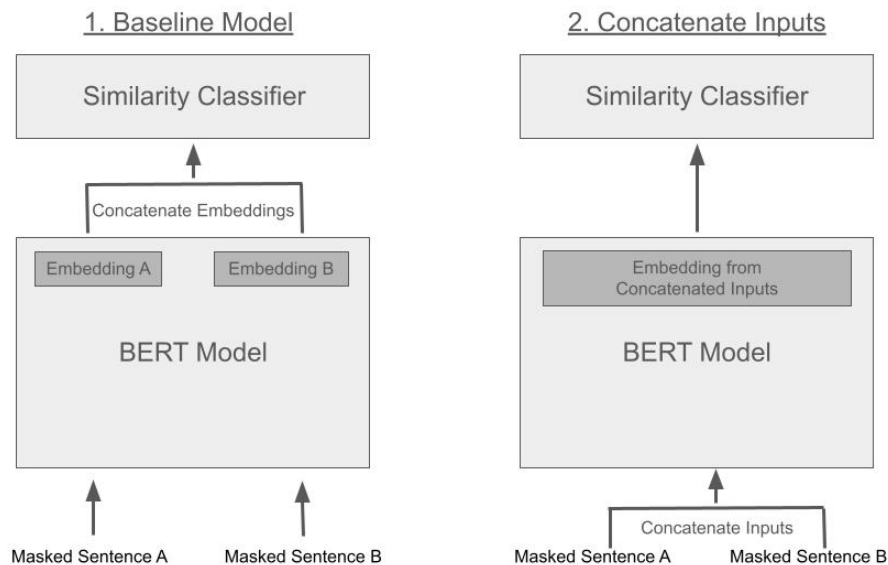 1. Baseline Model
Similarity Classifier
Concatenate Embeddings
Embedding A
Embedding B
BERT Model
Masked Sentence A
Masked Sentence B
2. Concatenate Inputs
Similarity Classifier
Embedding from
Concatenated Inputs
BERT Model
Concatenate Inputs
Masked Sentence A
Masked Sentence B